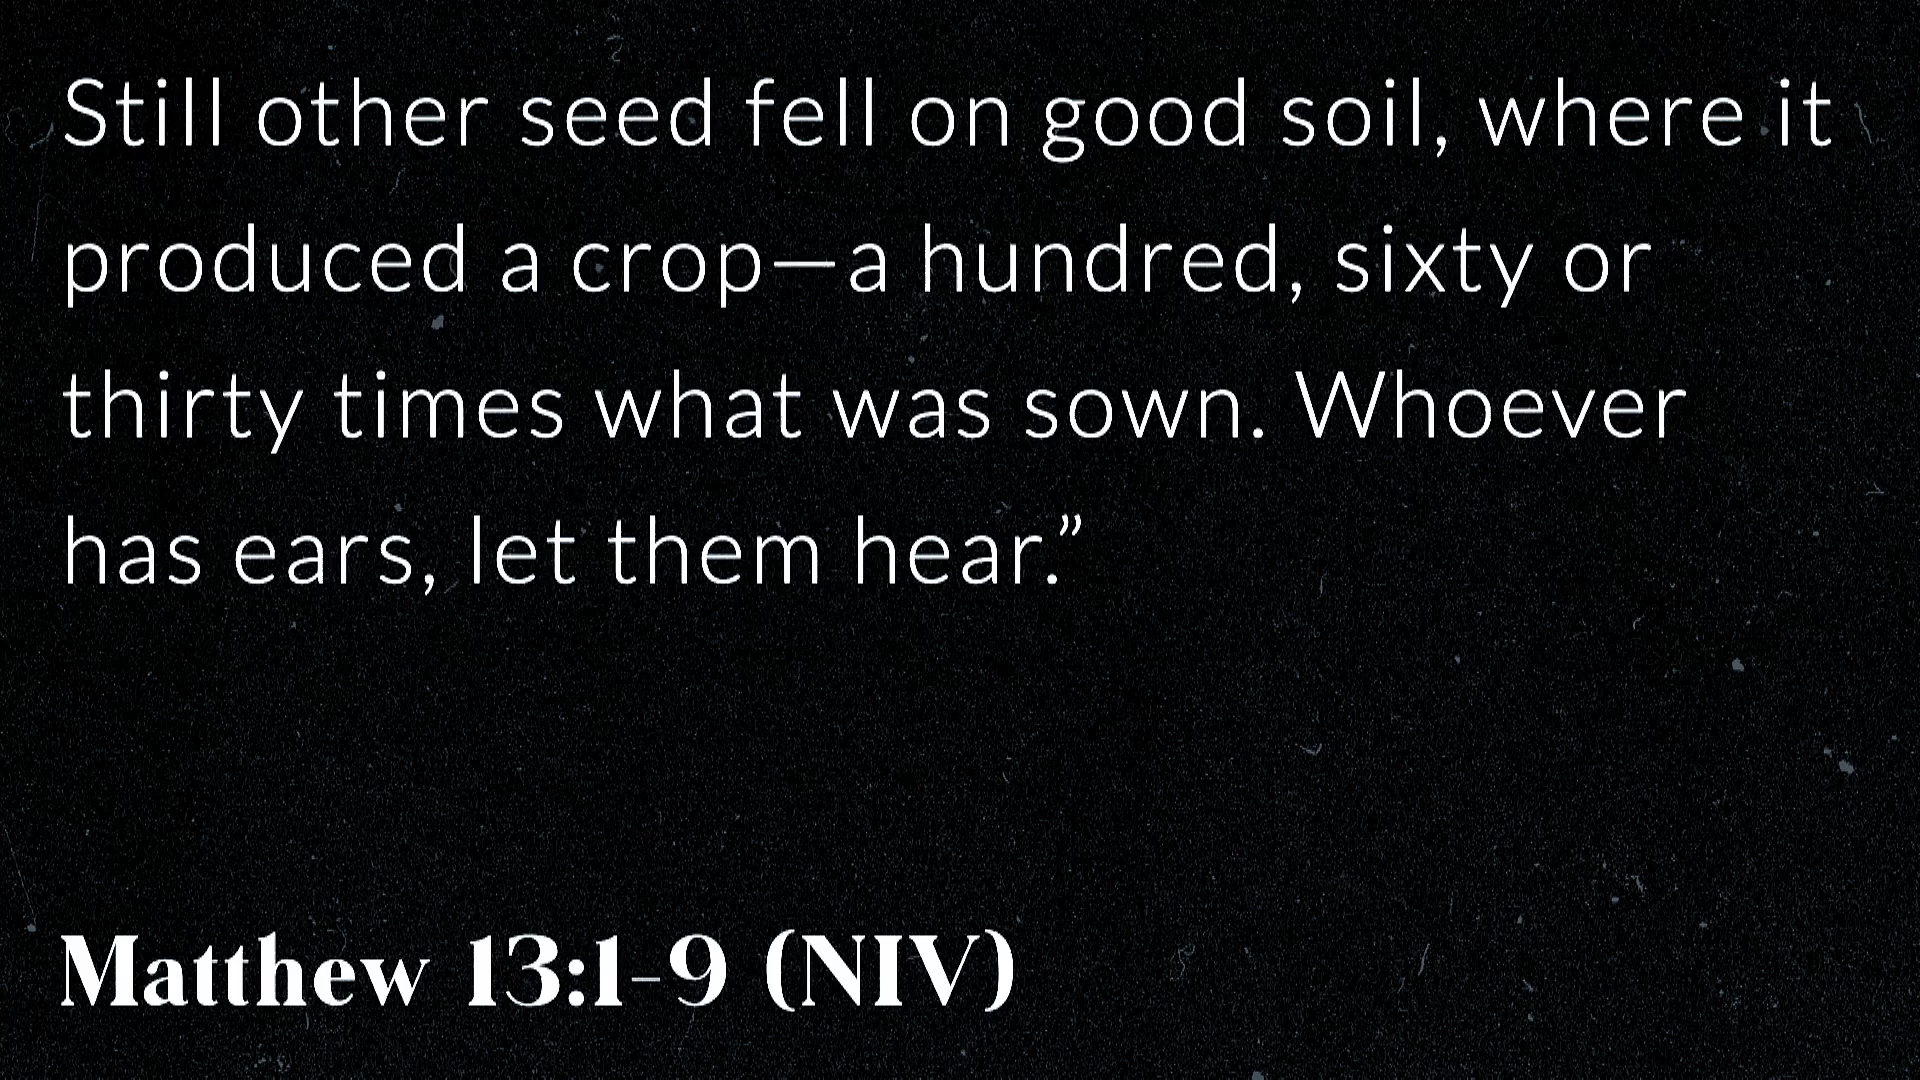 Still other seed fell on good soil, where it
produced a crop—a hundred, sixty or
thirty times what was sown. Whoever
has ears, let them hear.”
Matthew 13:1-9 (NIV)